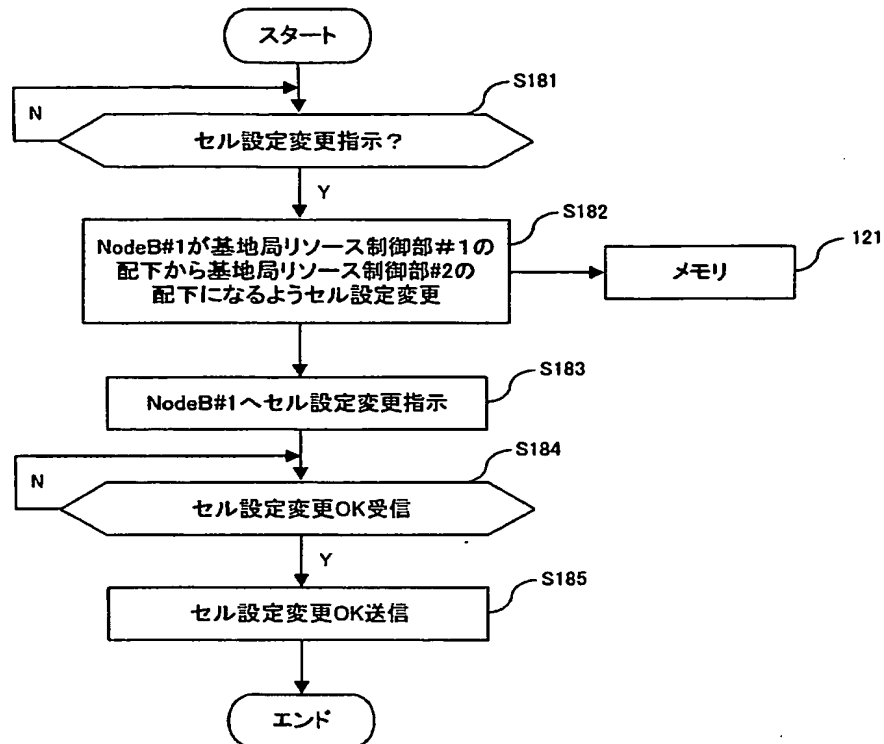 スタート
S181
N
セル設定変更指示？
Y
S182
NodeB#1が基地局リソース制御部＃1の
配下から基地局リソース制御部#2の
配下になるようセル設定変更
121
メモリ
S183
NodeB#1へセル設定変更指示
S184
N
セル設定変更OK受信
Y
S185
セル設定変更OK送信
エンド